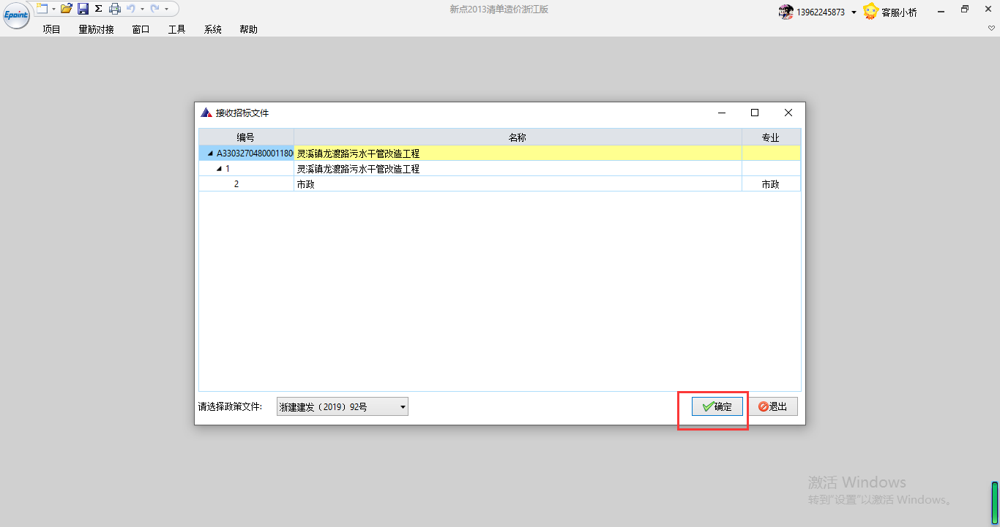 Epoint
Σ
新点2013清单造价浙江版
13962245873
客服小桥
项目 量筋对接 窗口 工具 系统 帮助
接收招标文件
编号 名称 专业
A3303270480001180 灵溪镇龙渡路污水干管改造工程
1 灵溪镇龙渡路污水干管改造工程
2 市政 市政
请选择政策文件: 浙建建发（2019）92号 确定 退出
激活 Windows
转到"设置"以激活 Windows。